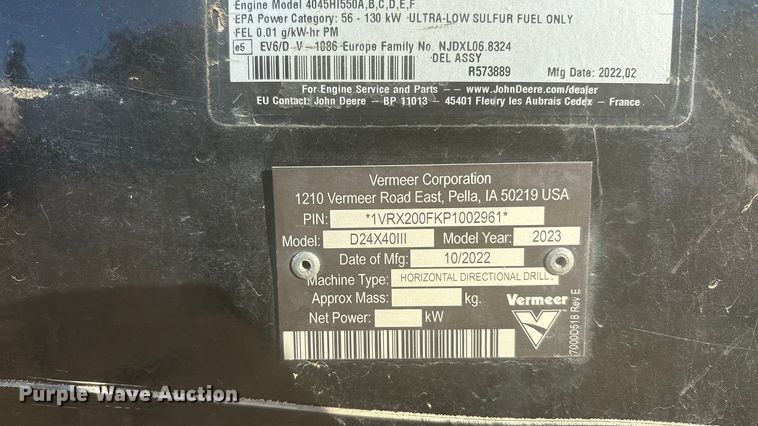 Engine Model 4045HI550A,B,C,D,E,F
EPA Power Category: 56 - 130 kW ULTRA-LOW SULFUR FUEL ONLY
FEL 0.01 g/kW-hr PM
e5 EV6/D V-1086 Europe Family No. NJDXL06.8324
DEL ASSY
R573889 Mfg Date: 2022,02
For Engine Service and Parts -- www.JohnDeere.com/dealer
EU Contact: John Deere - BP 11013 - 45401 Fleury les Aubrais Cedex - France
Vermeer Corporation
1210 Vermeer Road East, Pella, IA 50219 USA
PIN: *1VRX200FKP1002961*
Model: D24X40III Model Year: 2023
Date of Mfg: 10/2022
Machine Type: HORIZONTAL DIRECTIONAL DRILL
Approx Mass: kg.
Net Power: kW
Vermeer
7000D518 Rev E
Purple Wave Auction